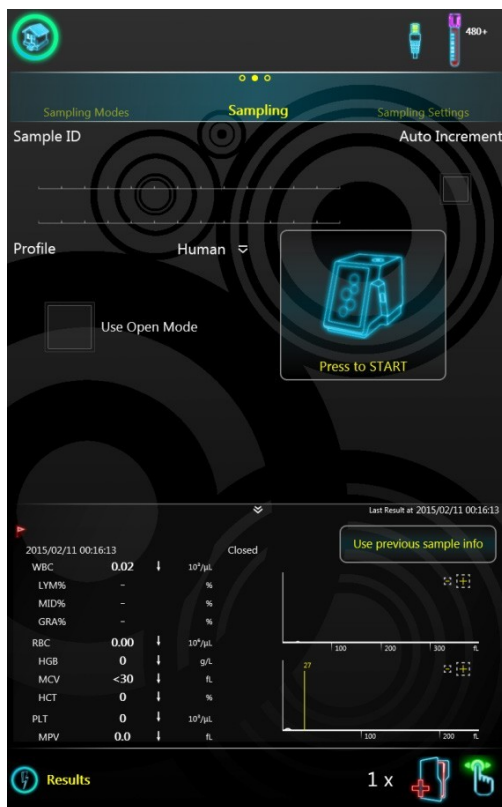 480+
Sampling Modes
Sampling
Sampling Settings
Sample ID
Auto Increment
Profile
Human
Use Open Mode
Press to START
Last Result at 2015/02/11 00:16:13
Use previous sample info
2015/02/11 00:16:13 Closed
WBC 0.02 10³/µL
LYM% - %
MID% - %
GRA% - %
RBC 0.00 10⁶/µL
HGB 0 g/L
MCV <30 fL
HCT 0 %
PLT 0 10³/µL
MPV 0.0 fL
100 200 300 fL
27
100 200 fL
Results
1 x